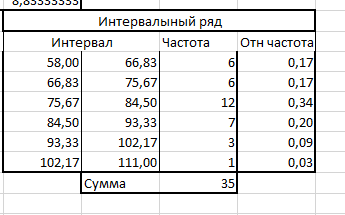 8,83333333
Интервалыный ряд
Интервал Частота Отн частота
58,00 66,83 6 0,17
66,83 75,67 6 0,17
75,67 84,50 12 0,34
84,50 93,33 7 0,20
93,33 102,17 3 0,09
102,17 111,00 1 0,03
Сумма 35